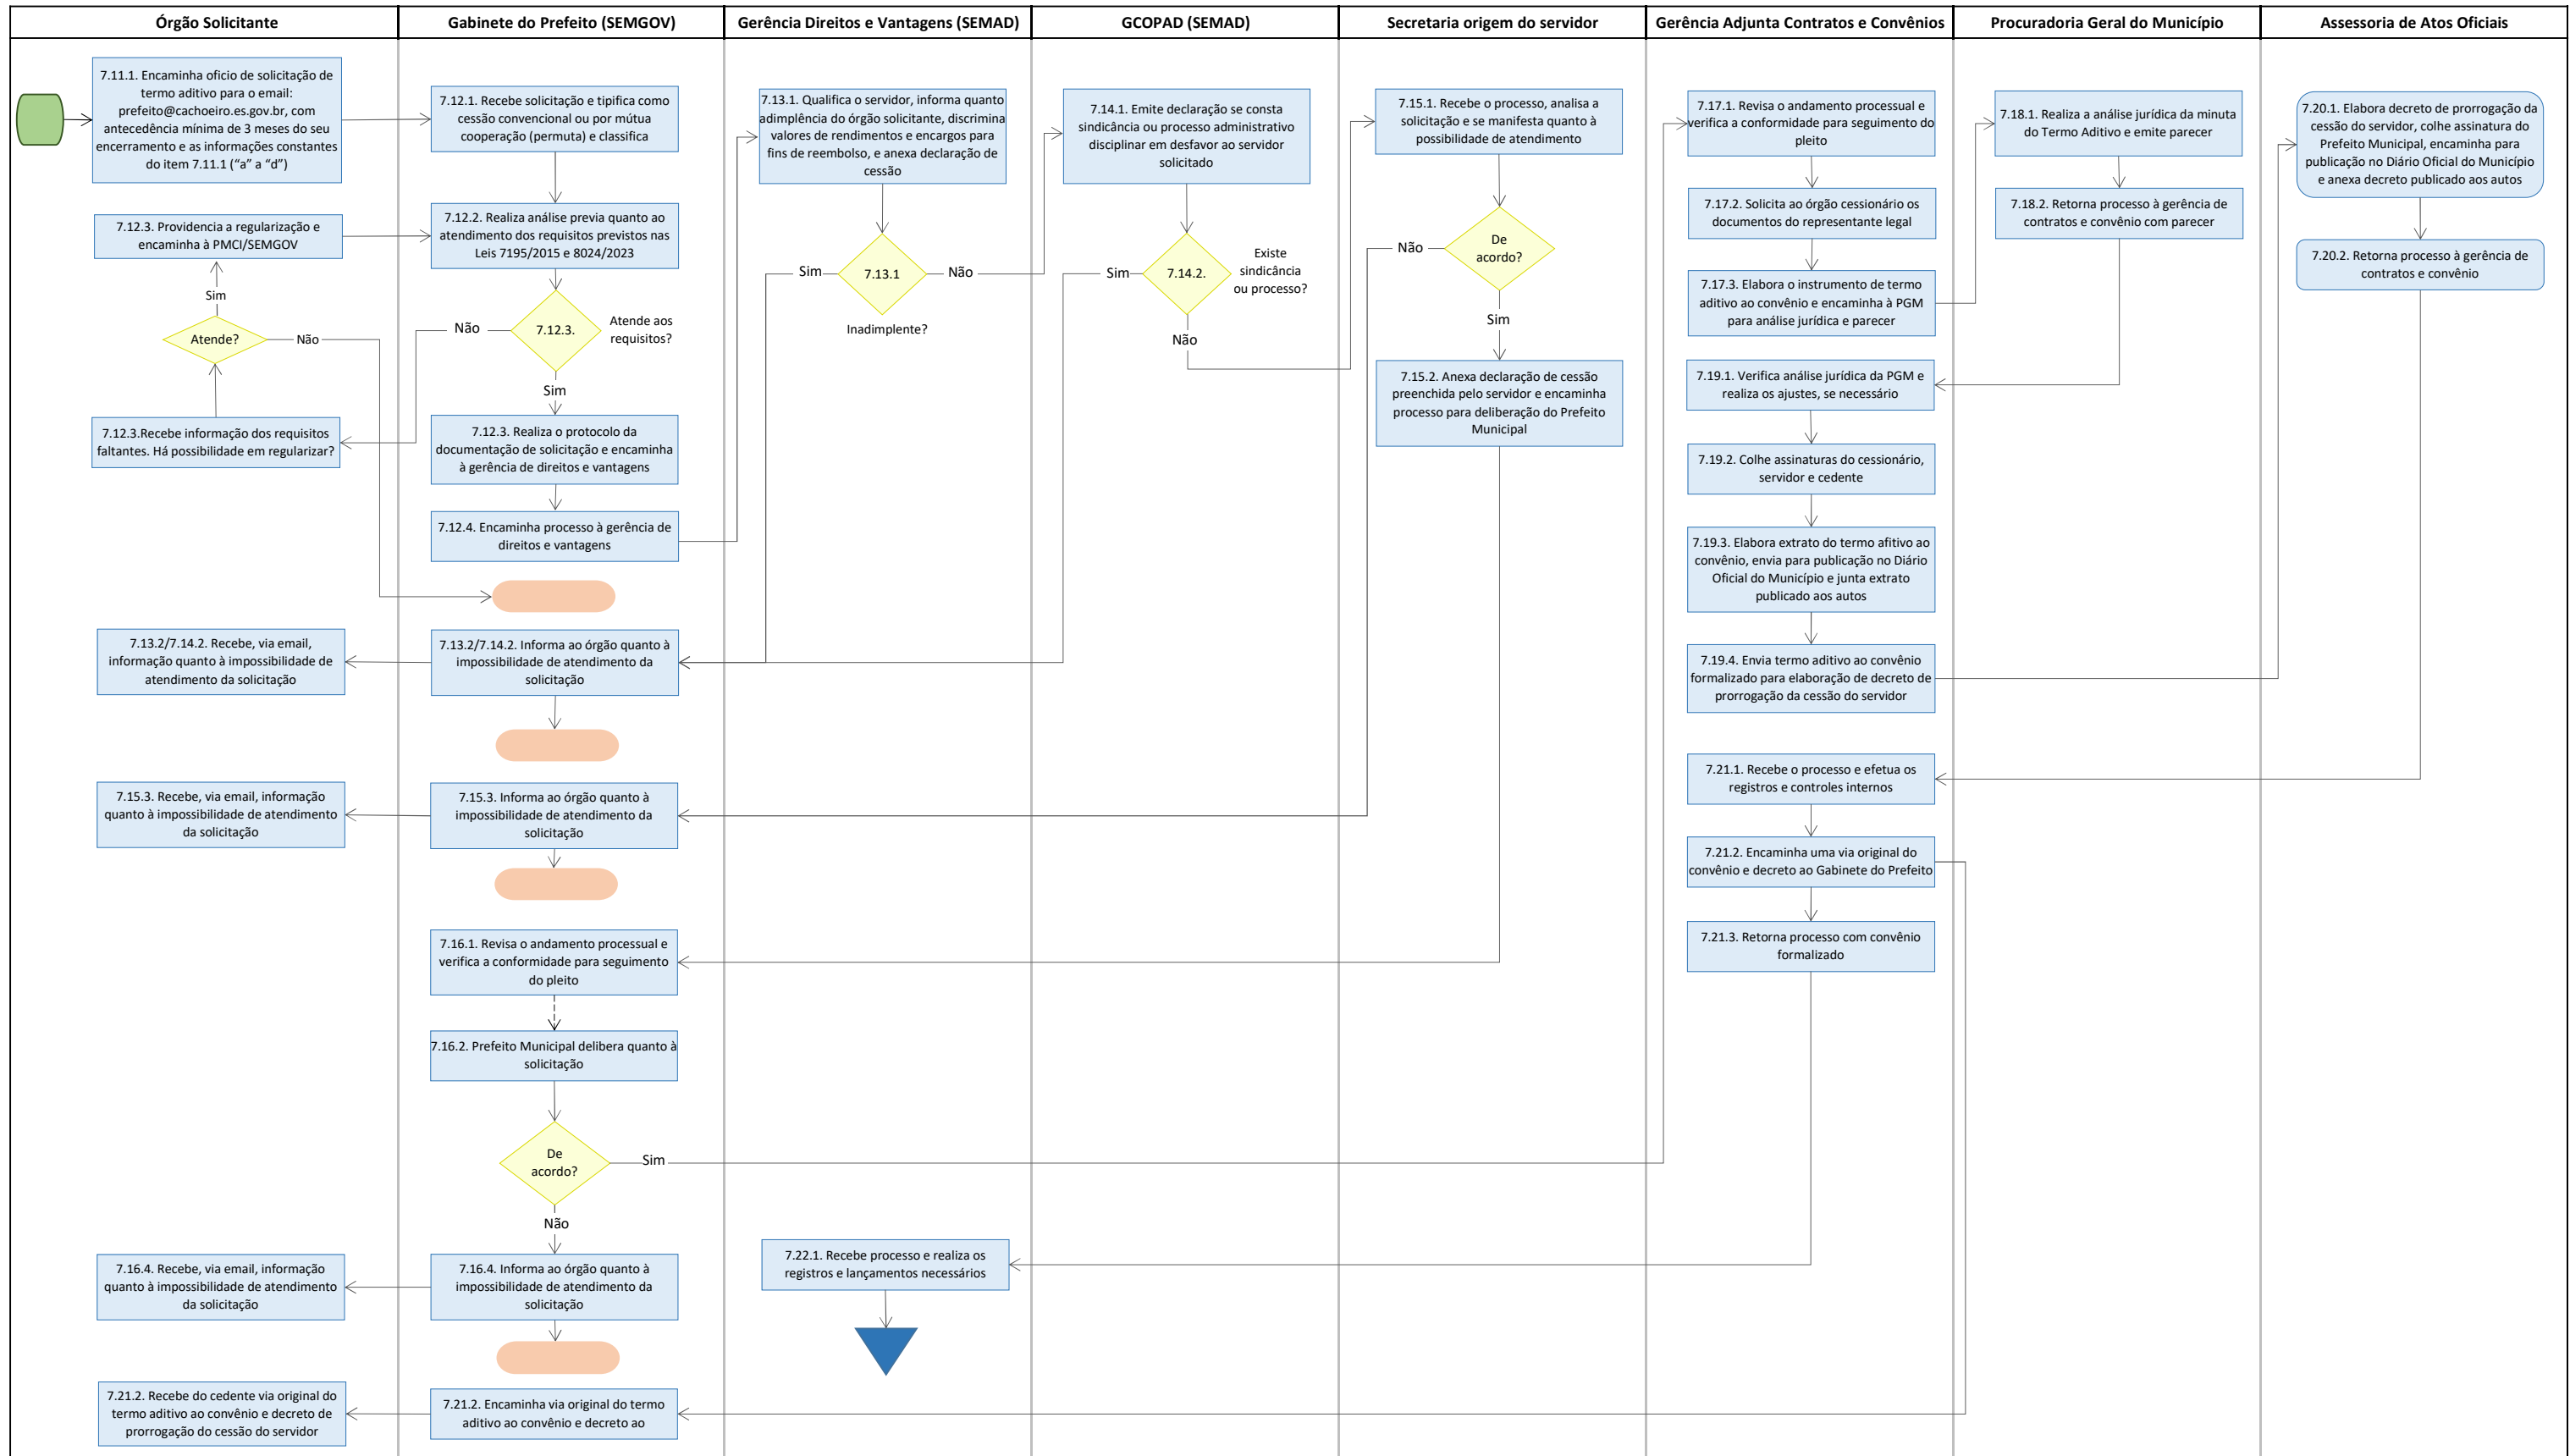 Órgão Solicitante
Gabinete do Prefeito (SEMGOV)
Gerência Direitos e Vantagens (SEMAD)
GCOPAD (SEMAD)
Secretaria origem do servidor
Gerência Adjunta Contratos e Convênios
Procuradoria Geral do Município
Assessoria de Atos Oficiais
7.11.1. Encaminha oficio de solicitação de
termo aditivo para o email:
prefeito@cachoeiro.es.gov.br, com
antecedência mínima de 3 meses do seu
encerramento e as informações constantes
do item 7.11.1 (“a” a “d”)
7.12.3. Providencia a regularização e
encaminha à PMCI/SEMGOV
Sim
Atende?
Não
7.12.3.Recebe informação dos requisitos
faltantes. Há possibilidade em regularizar?
7.13.2/7.14.2. Recebe, via email,
informação quanto à impossibilidade de
atendimento da solicitação
7.15.3. Recebe, via email, informação
quanto à impossibilidade de atendimento
da solicitação
7.16.4. Recebe, via email, informação
quanto à impossibilidade de atendimento
da solicitação
7.21.2. Recebe do cedente via original do
termo aditivo ao convênio e decreto de
prorrogação do cessão do servidor
7.12.1. Recebe solicitação e tipifica como
cessão convencional ou por mútua
cooperação (permuta) e classifica
7.12.2. Realiza análise previa quanto ao
atendimento dos requisitos previstos nas
Leis 7195/2015 e 8024/2023
Não
7.12.3.
Atende aos
requisitos?
Sim
7.12.3. Realiza o protocolo da
documentação de solicitação e encaminha
à gerência de direitos e vantagens
7.12.4. Encaminha processo à gerência de
direitos e vantagens
7.13.2/7.14.2. Informa ao órgão quanto à
impossibilidade de atendimento da
solicitação
7.15.3. Informa ao órgão quanto à
impossibilidade de atendimento da
solicitação
7.16.1. Revisa o andamento processual e
verifica a conformidade para seguimento
do pleito
7.16.2. Prefeito Municipal delibera quanto à
solicitação
De
acordo?
Sim
Não
7.16.4. Informa ao órgão quanto à
impossibilidade de atendimento da
solicitação
7.21.2. Encaminha via original do termo
aditivo ao convênio e decreto ao
7.13.1. Qualifica o servidor, informa quanto
adimplência do órgão solicitante, discrimina
valores de rendimentos e encargos para
fins de reembolso, e anexa declaração de
cessão
Sim
7.13.1
Não
Inadimplente?
7.22.1. Recebe processo e realiza os
registros e lançamentos necessários
7.14.1. Emite declaração se consta
sindicância ou processo administrativo
disciplinar em desfavor ao servidor
solicitado
Sim
7.14.2.
Existe
sindicância
ou processo?
Não
7.15.1. Recebe o processo, analisa a
solicitação e se manifesta quanto à
possibilidade de atendimento
Não
De
acordo?
Sim
7.15.2. Anexa declaração de cessão
preenchida pelo servidor e encaminha
processo para deliberação do Prefeito
Municipal
7.17.1. Revisa o andamento processual e
verifica a conformidade para seguimento do
pleito
7.17.2. Solicita ao órgão cessionário os
documentos do representante legal
7.17.3. Elabora o instrumento de termo
aditivo ao convênio e encaminha à PGM
para análise jurídica e parecer
7.19.1. Verifica análise jurídica da PGM e
realiza os ajustes, se necessário
7.19.2. Colhe assinaturas do cessionário,
servidor e cedente
7.19.3. Elabora extrato do termo afitivo ao
convênio, envia para publicação no Diário
Oficial do Município e junta extrato
publicado aos autos
7.19.4. Envia termo aditivo ao convênio
formalizado para elaboração de decreto de
prorrogação da cessão do servidor
7.21.1. Recebe o processo e efetua os
registros e controles internos
7.21.2. Encaminha uma via original do
convênio e decreto ao Gabinete do Prefeito
7.21.3. Retorna processo com convênio
formalizado
7.18.1. Realiza a análise jurídica da minuta
do Termo Aditivo e emite parecer
7.18.2. Retorna processo à gerência de
contratos e convênio com parecer
7.20.1. Elabora decreto de prorrogação da
cessão do servidor, colhe assinatura do
Prefeito Municipal, encaminha para
publicação no Diário Oficial do Município
e anexa decreto publicado aos autos
7.20.2. Retorna processo à gerência de
contratos e convênio